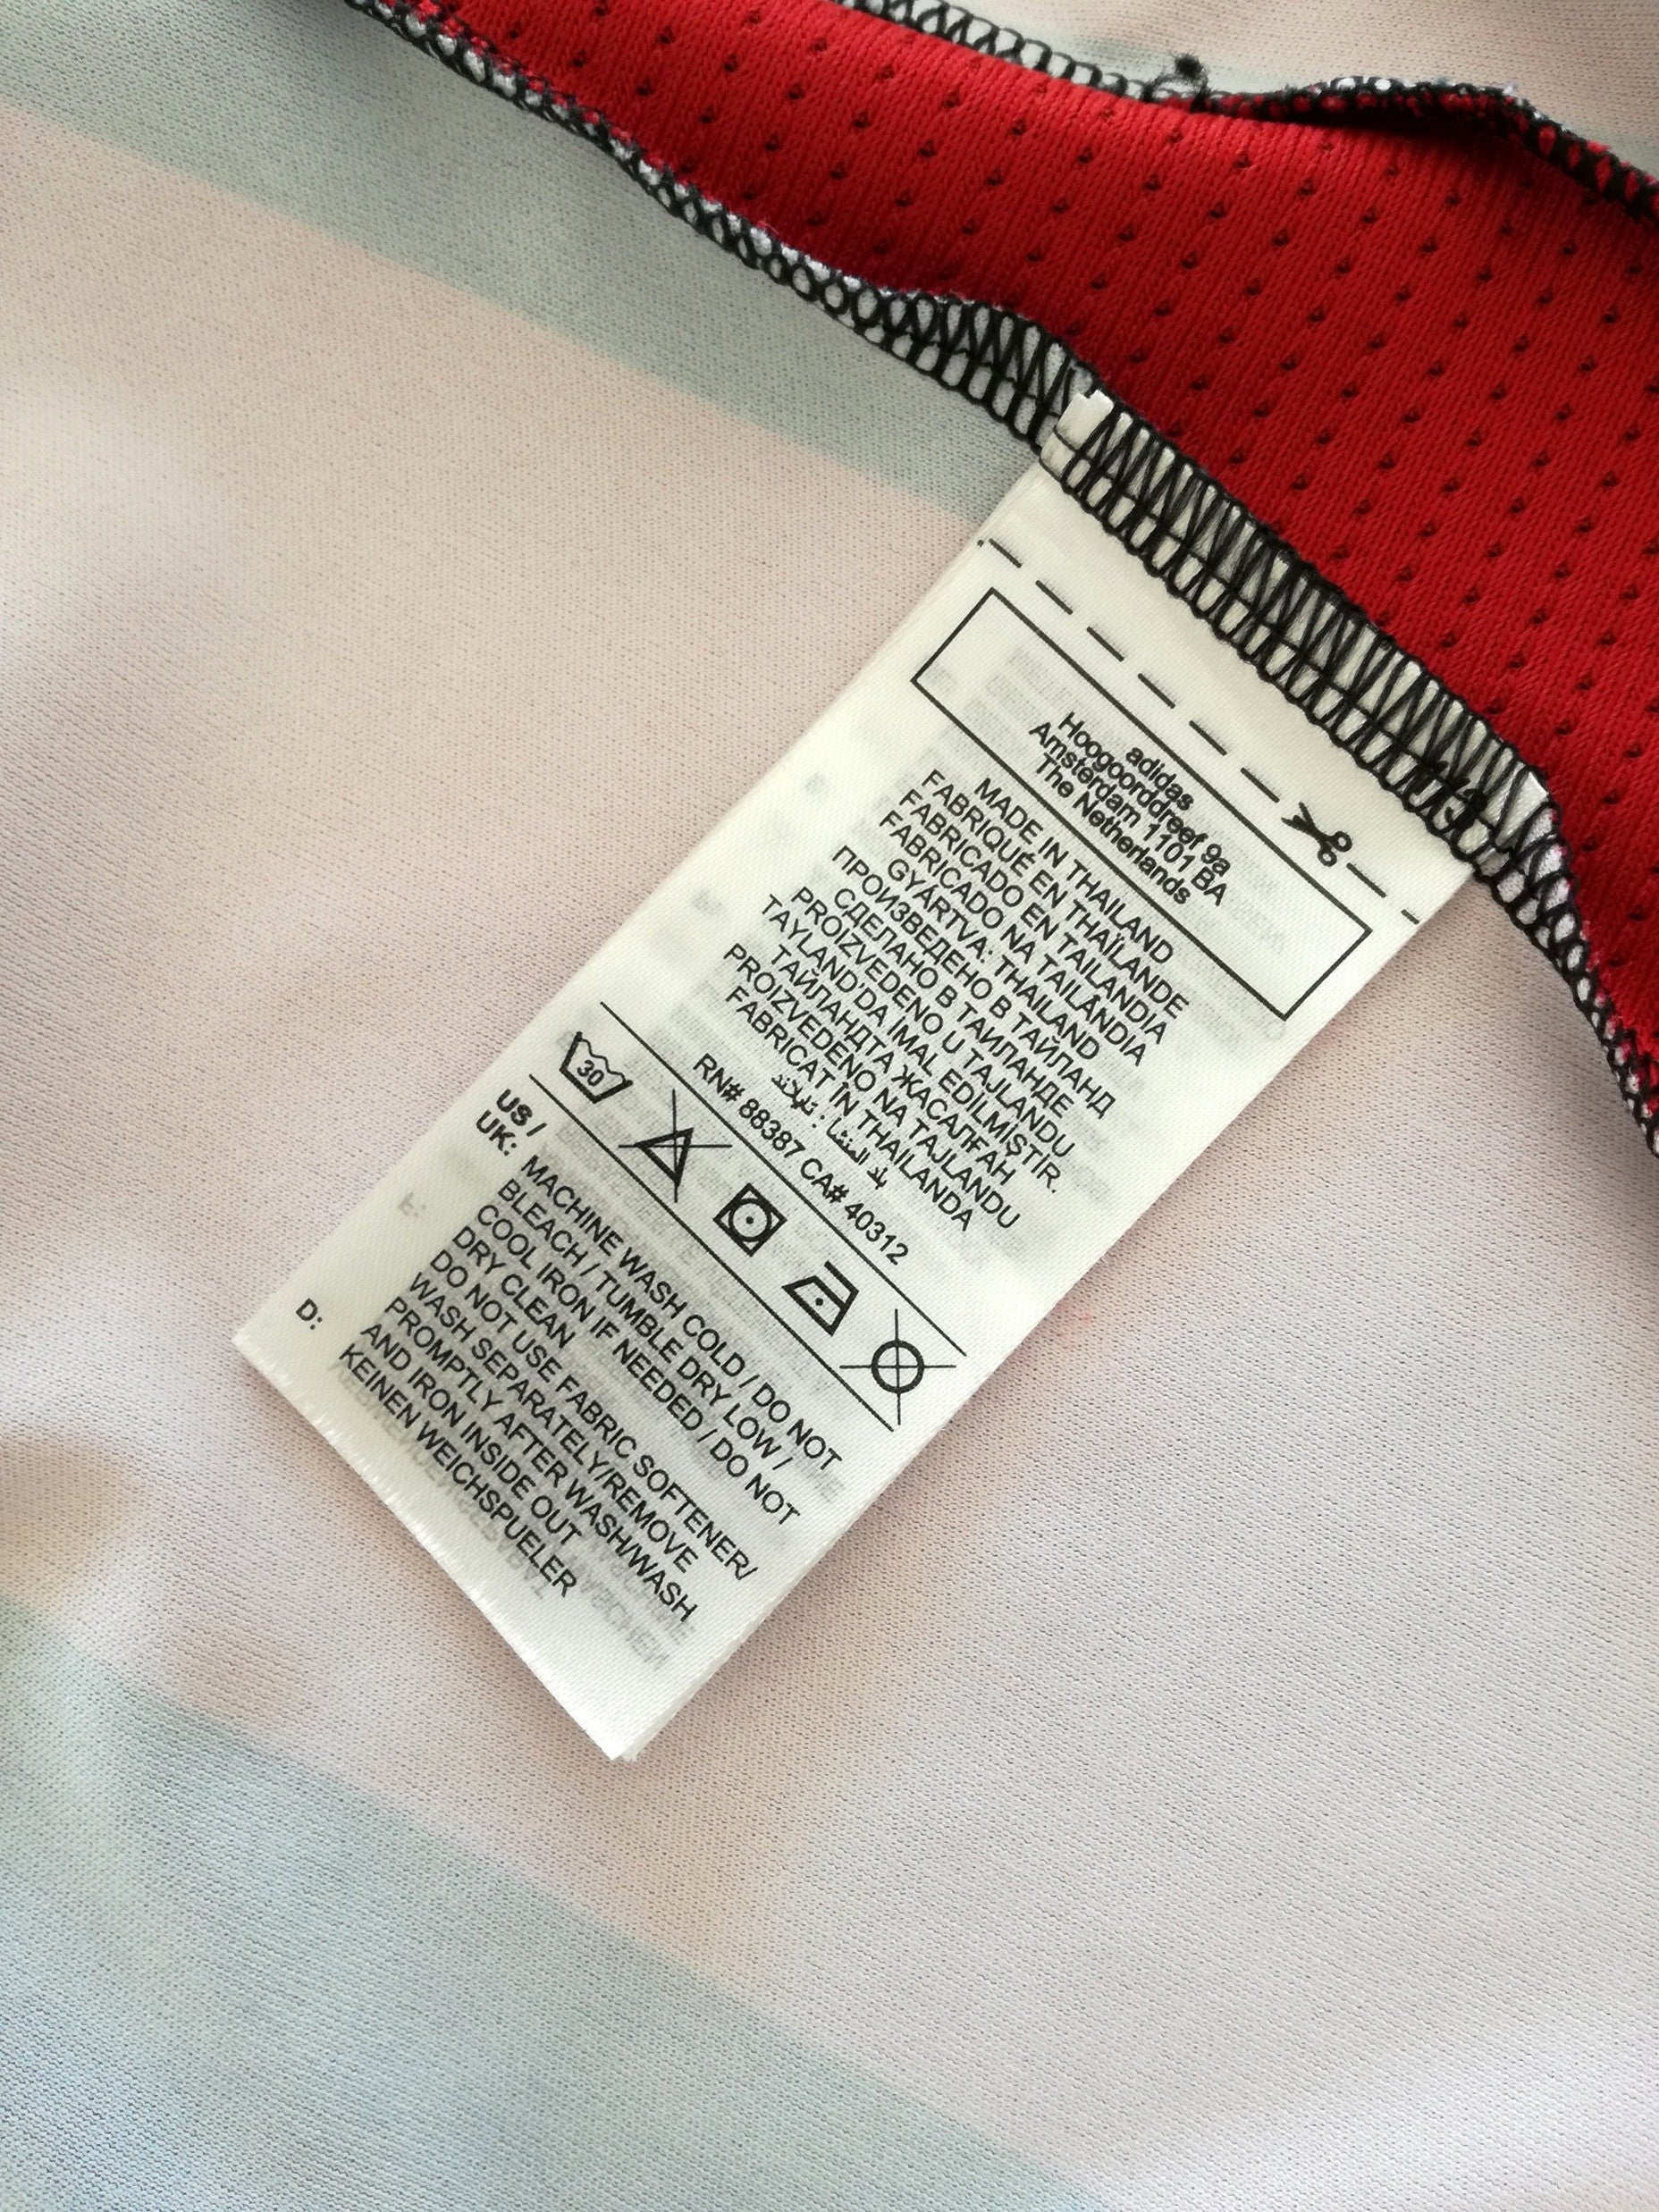 adidas
Hoogoorddreef 9a
Amsterdam 1101 BA
The Netherlands
MADE IN THAILAND
FABRIQUÉ EN THAÏLANDE
FABRICADO EN TAILANDIA
FABRICADO NA TAILÂNDIA
GYÁRTVA: THAILAND
ПРОИЗВЕДЕНО В ТАЙЛАНД
СДЕЛАНО В ТАИЛАНДЕ
PROIZVEDENO U TAJLANDU
TAYLAND'DA İMAL EDİLMİŞTİR.
ТАЙЛАНДТА ЖАСАЛҒАН
PROIZVEDENO NA TAJLANDU
FABRICAT ÎN THAILANDA
بلد المنشأ : تايلاند
RN# 88387 CA# 40312
30
US /
UK: MACHINE WASH COLD / DO NOT
BLEACH / TUMBLE DRY LOW /
COOL IRON IF NEEDED / DO NOT
DRY CLEAN
DO NOT USE FABRIC SOFTENER/
WASH SEPARATELY/REMOVE
PROMPTLY AFTER WASH/WASH
AND IRON INSIDE OUT
D: KEINEN WEICHSPUELER